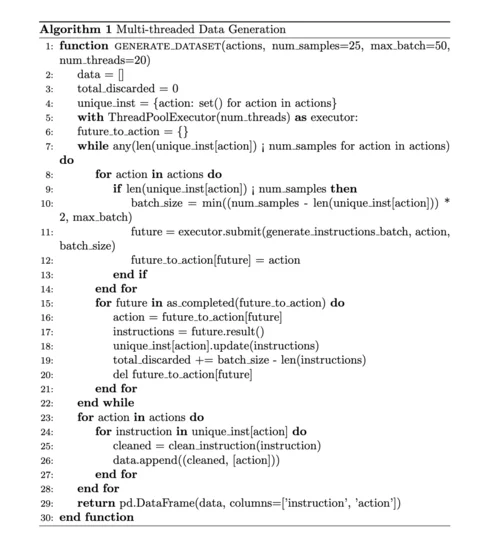 Algorithm 1 Multi-threaded Data Generation
1: function GENERATE_DATASET(actions, num_samples=25, max_batch=50,
num_threads=20)
2: data = []
3: total_discarded = 0
4: unique_inst = {action: set() for action in actions}
5: with ThreadPoolExecutor(num_threads) as executor:
6: future_to_action = {}
7: while any(len(unique_inst[action]) ¡ num_samples for action in actions)
do
8: for action in actions do
9: if len(unique_inst[action]) ¡ num_samples then
10: batch_size = min((num_samples - len(unique_inst[action])) *
2, max_batch)
11: future = executor.submit(generate_instructions_batch, action,
batch_size)
12: future_to_action[future] = action
13: end if
14: end for
15: for future in as_completed(future_to_action) do
16: action = future_to_action[future]
17: instructions = future.result()
18: unique_inst[action].update(instructions)
19: total_discarded += batch_size - len(instructions)
20: del future_to_action[future]
21: end for
22: end while
23: for action in actions do
24: for instruction in unique_inst[action] do
25: cleaned = clean_instruction(instruction)
26: data.append((cleaned, [action]))
27: end for
28: end for
29: return pd.DataFrame(data, columns=['instruction', 'action'])
30: end function